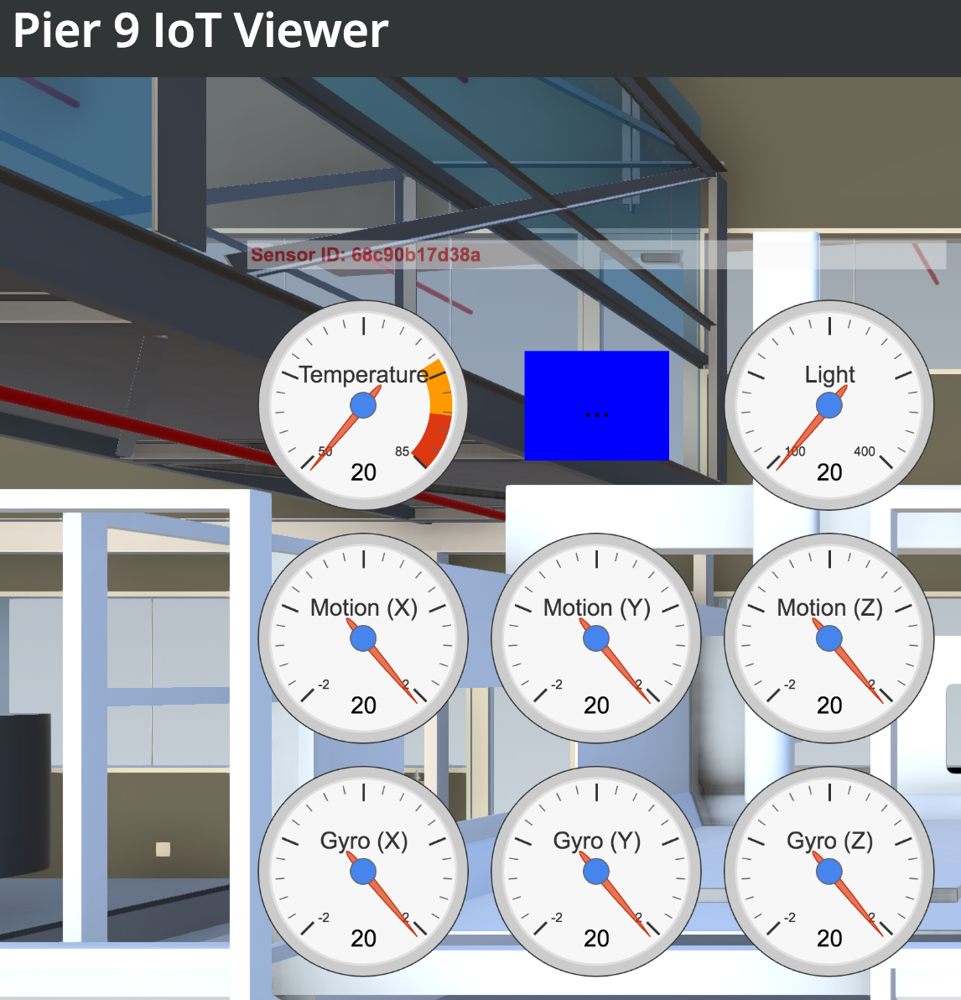 Pier 9 IoT Viewer
Sensor ID: 68c90b17d38a
Temperature
50
85
20
...
Light
100
400
20
Motion (X)
-2
2
20
Motion (Y)
-2
2
20
Motion (Z)
-2
2
20
Gyro (X)
-2
2
20
Gyro (Y)
-2
2
20
Gyro (Z)
-2
2
20